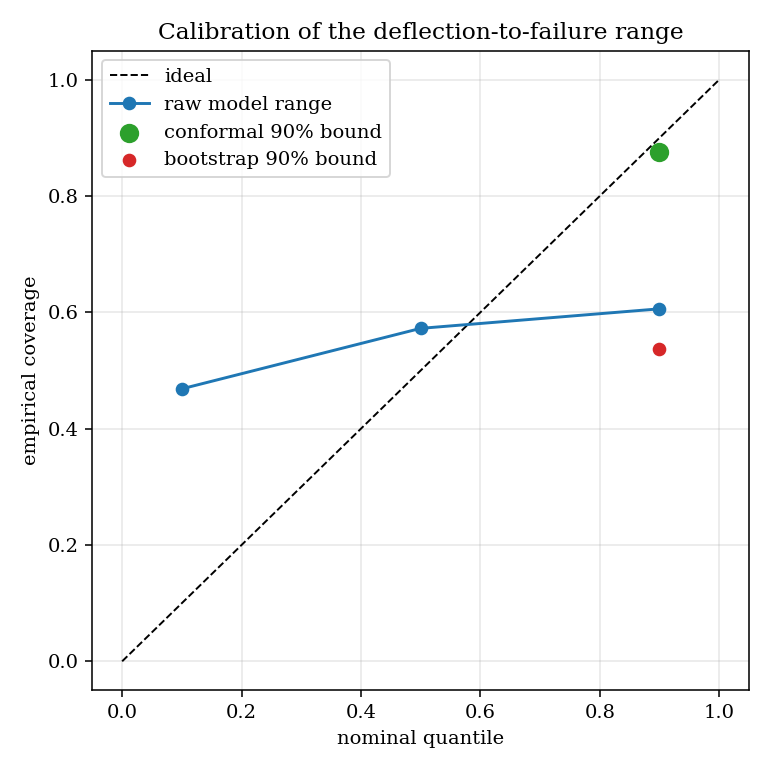 Calibration of the deflection-to-failure range
ideal
raw model range
conformal 90% bound
bootstrap 90% bound
1.0
0.8
0.6
0.4
0.2
0.0
empirical coverage
0.0 0.2 0.4 0.6 0.8 1.0
nominal quantile